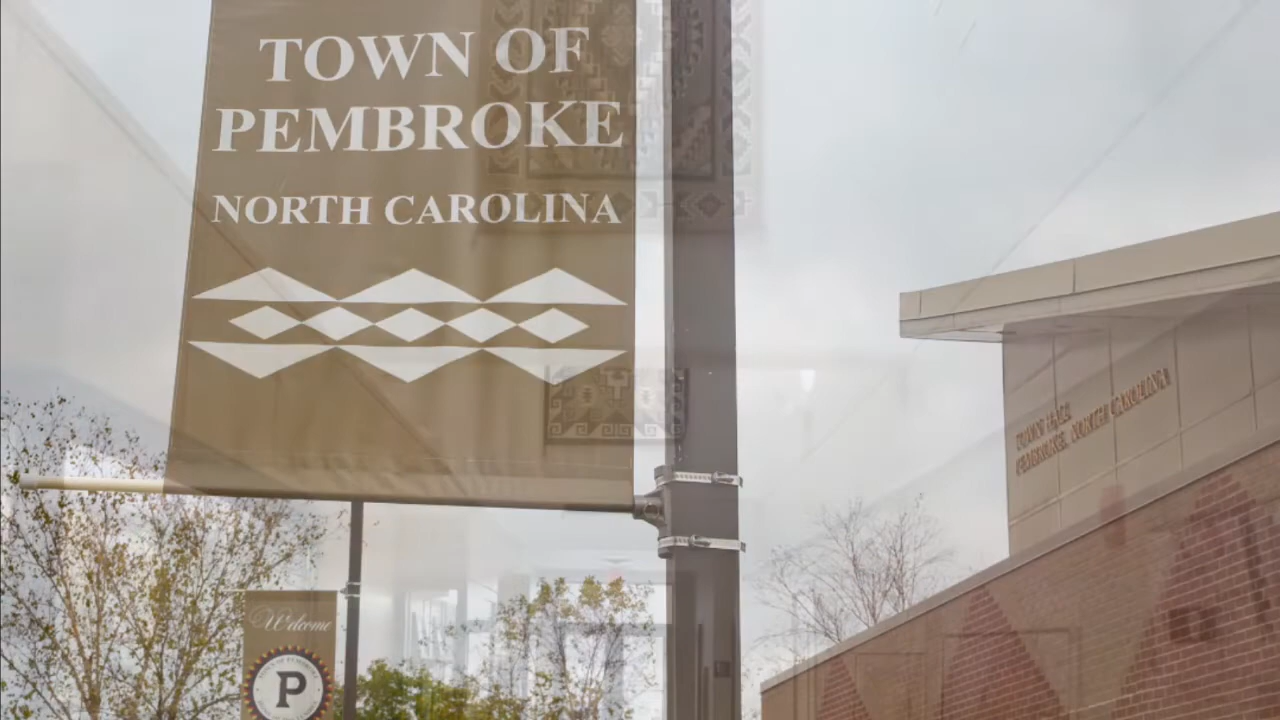 TOWN OF
PEMBROKE
NORTH CAROLINA
TOWN HALL
PEMBROKE, NORTH CAROLINA
Welcome
P